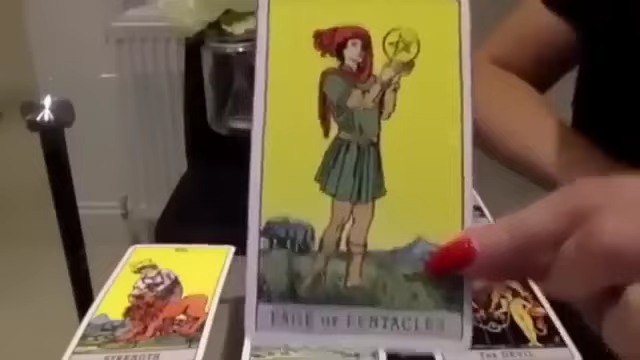 PAGE OF PENTACLES
STRENGTH
THE DEVIL